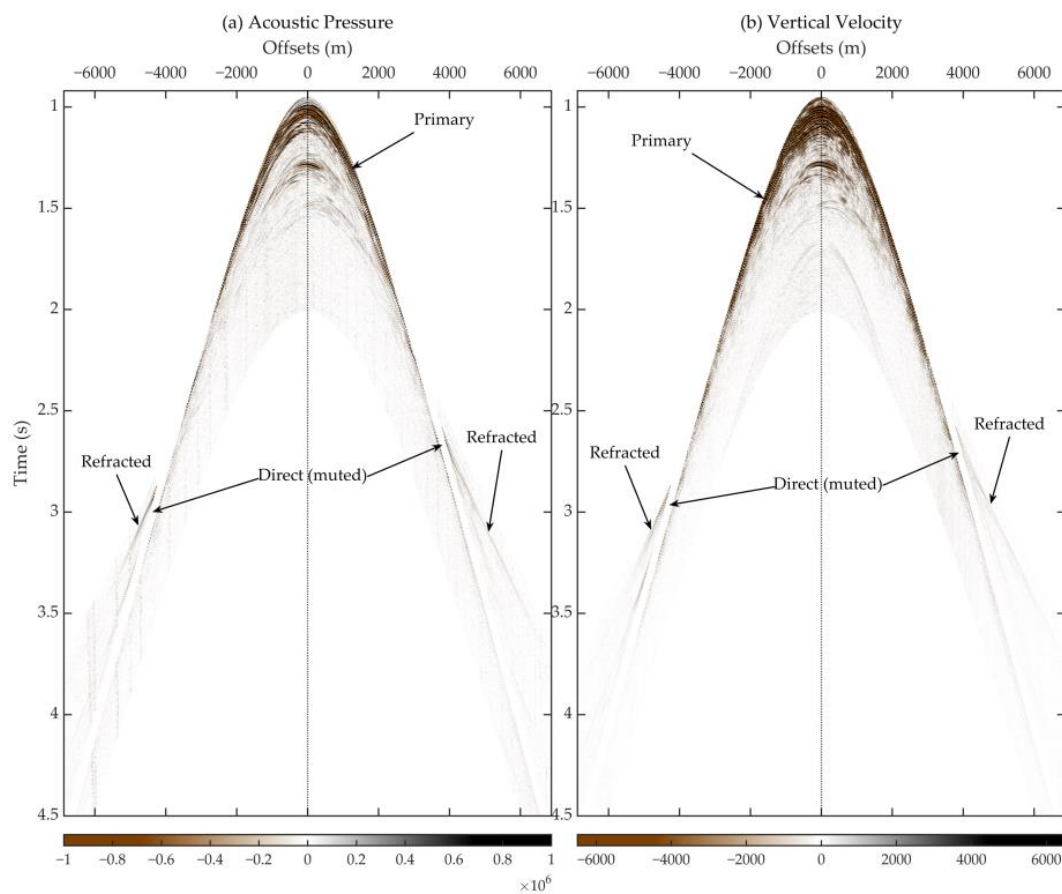 (a) Acoustic Pressure
Offsets (m)
−6000 −4000 −2000 0 2000 4000 6000
(b) Vertical Velocity
Offsets (m)
−6000 −4000 −2000 0 2000 4000 6000
Time (s)
1
1.5
2
2.5
3
3.5
4
4.5
Primary
Refracted
Direct (muted)
Refracted
−1 −0.8 −0.6 −0.4 −0.2 0 0.2 0.4 0.6 0.8 1
×10⁶
1
1.5
2
2.5
3
3.5
4
4.5
Primary
Refracted
Direct (muted)
Refracted
−6000 −4000 −2000 0 2000 4000 6000